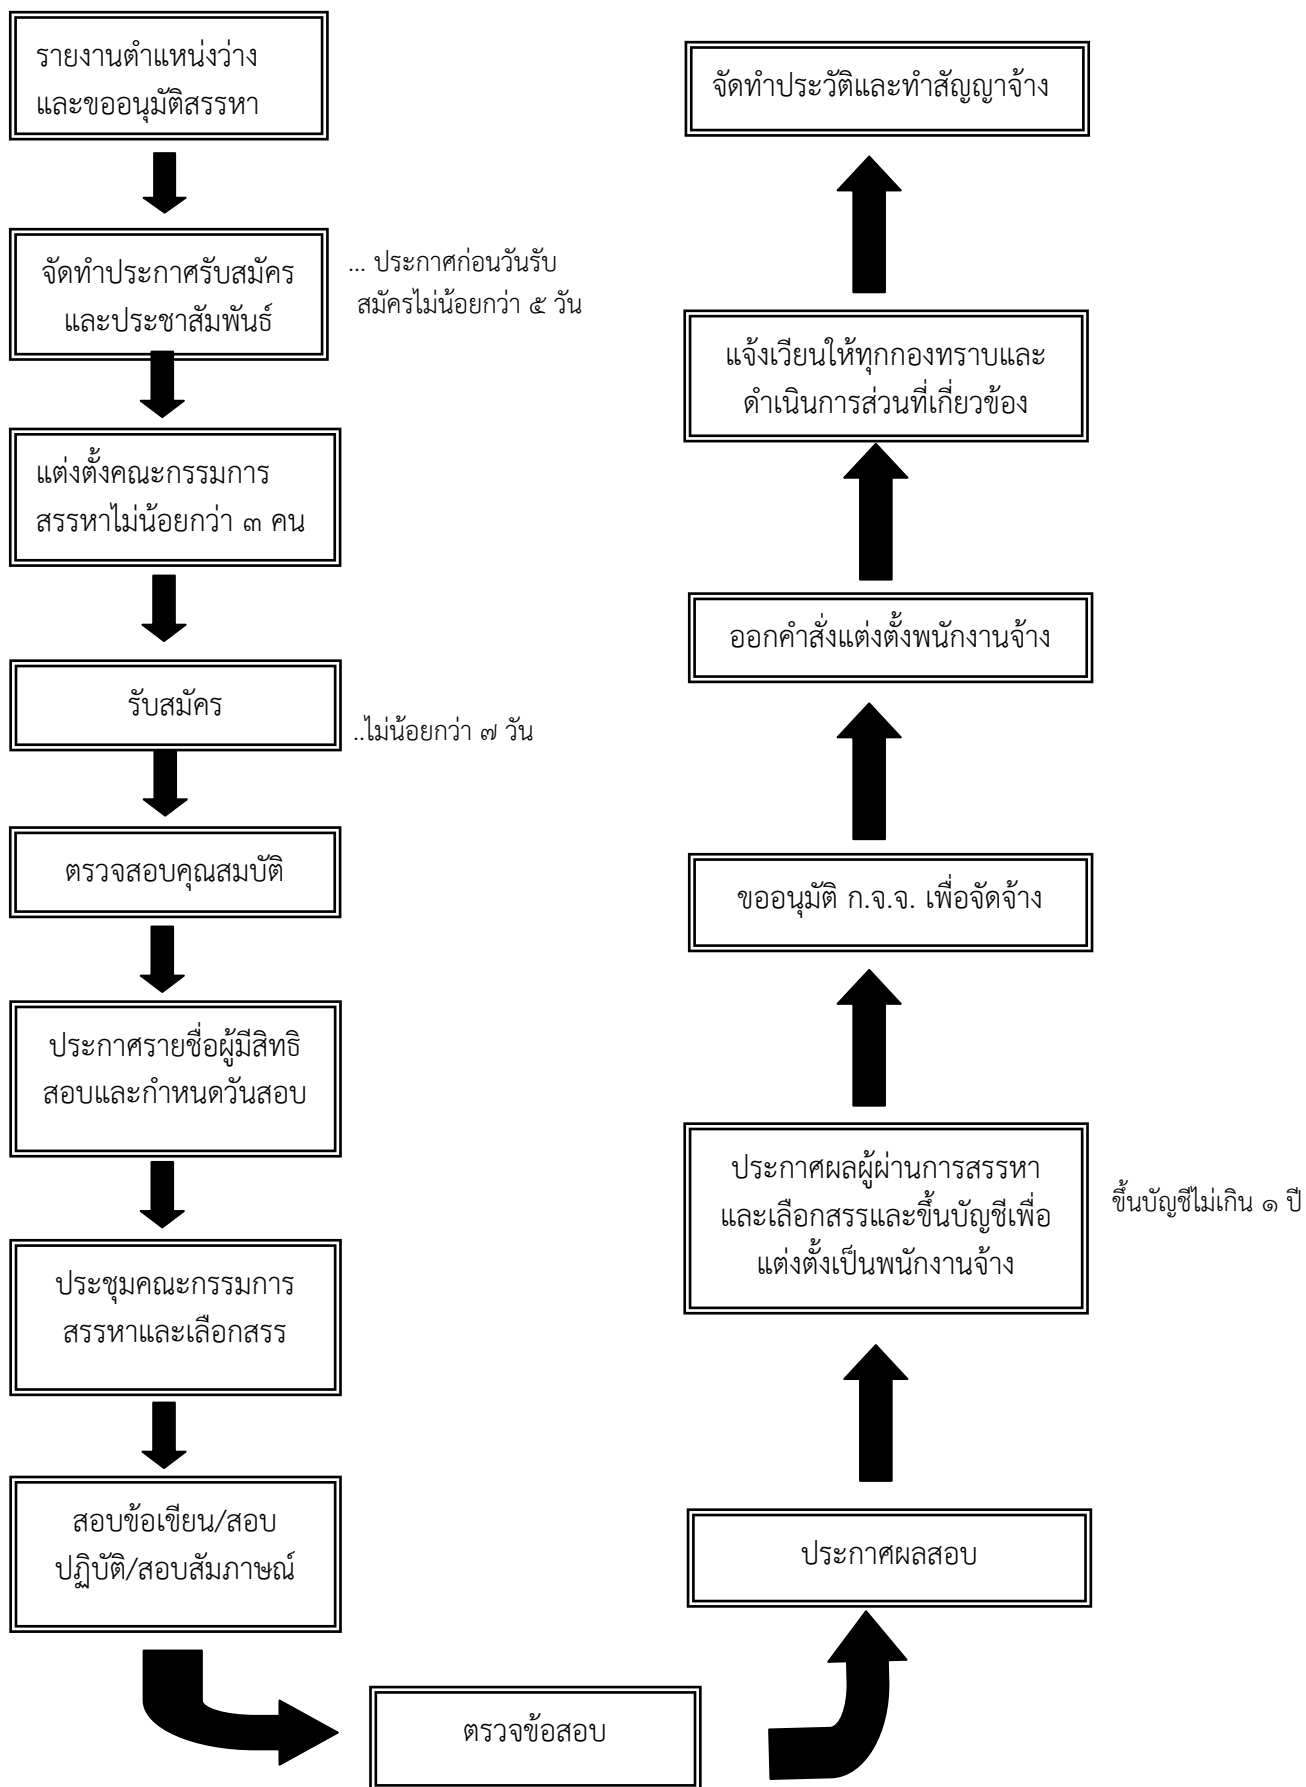 รายงานตำแหน่งว่าง
และขออนุมัติสรรหา
จัดทำประกาศรับสมัคร
และประชาสัมพันธ์
... ประกาศก่อนวันรับ
สมัครไม่น้อยกว่า ๕ วัน
แต่งตั้งคณะกรรมการ
สรรหาไม่น้อยกว่า ๓ คน
รับสมัคร
..ไม่น้อยกว่า ๗ วัน
ตรวจสอบคุณสมบัติ
ประกาศรายชื่อผู้มีสิทธิ
สอบและกำหนดวันสอบ
ประชุมคณะกรรมการ
สรรหาและเลือกสรร
สอบข้อเขียน/สอบ
ปฏิบัติ/สอบสัมภาษณ์
ตรวจข้อสอบ
ประกาศผลสอบ
ประกาศผลผู้ผ่านการสรรหา
และเลือกสรรและขึ้นบัญชีเพื่อ
แต่งตั้งเป็นพนักงานจ้าง
ขึ้นบัญชีไม่เกิน ๑ ปี
ขออนุมัติ ก.จ.จ. เพื่อจัดจ้าง
ออกคำสั่งแต่งตั้งพนักงานจ้าง
แจ้งเวียนให้ทุกกองทราบและ
ดำเนินการส่วนที่เกี่ยวข้อง
จัดทำประวัติและทำสัญญาจ้าง